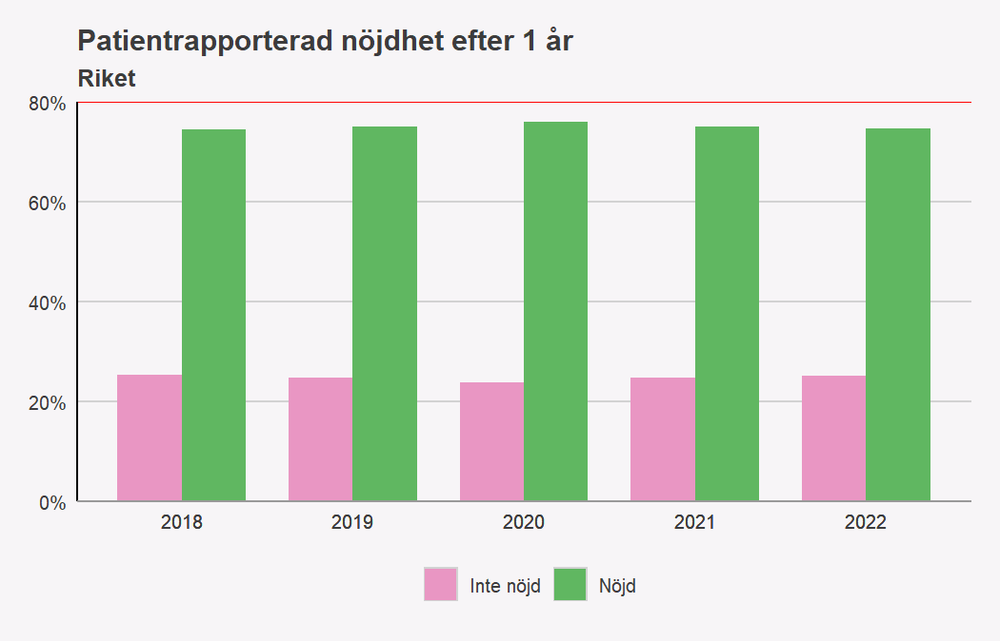 Patientrapporterad nöjdhet efter 1 år
Riket
80%
60%
40%
20%
0%
2018 2019 2020 2021 2022
Inte nöjd Nöjd